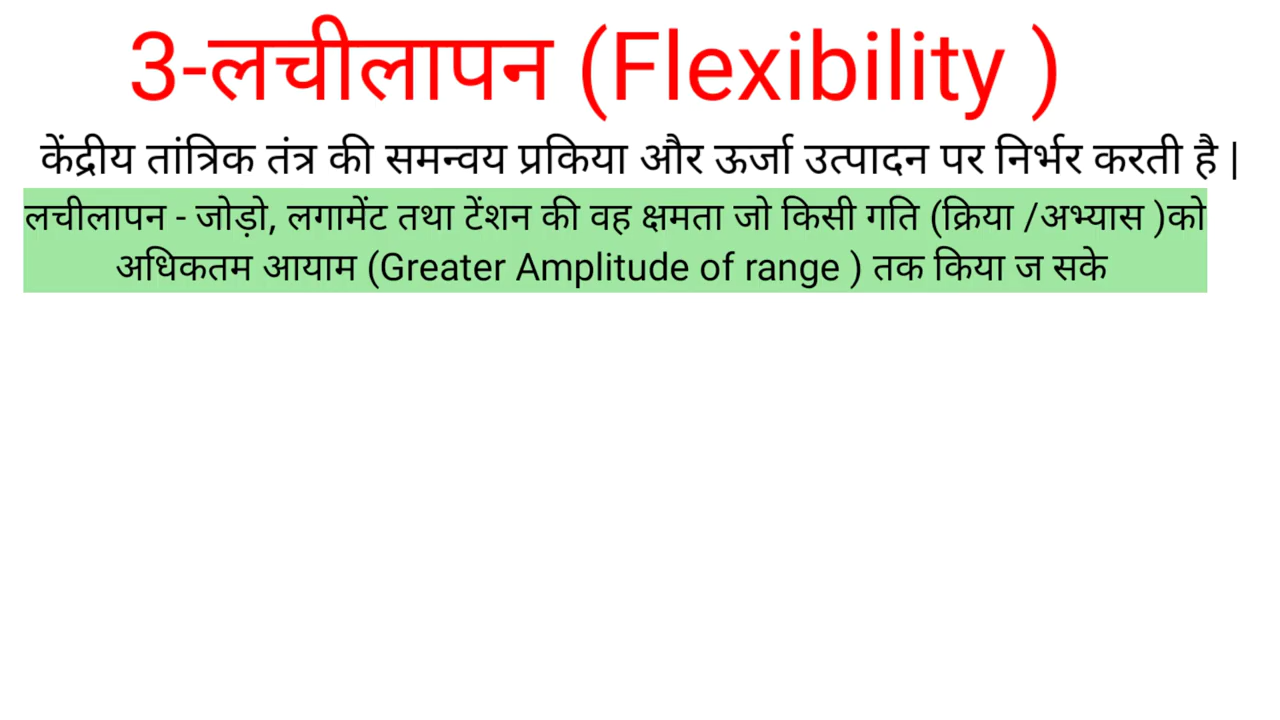 3-लचीलापन (Flexibility )
केंद्रीय तांत्रिक तंत्र की समन्वय प्रकिया और ऊर्जा उत्पादन पर निर्भर करती है |
लचीलापन - जोड़ो, लगामेंट तथा टेंशन की वह क्षमता जो किसी गति (क्रिया /अभ्यास )को
अधिकतम आयाम (Greater Amplitude of range ) तक किया ज सके